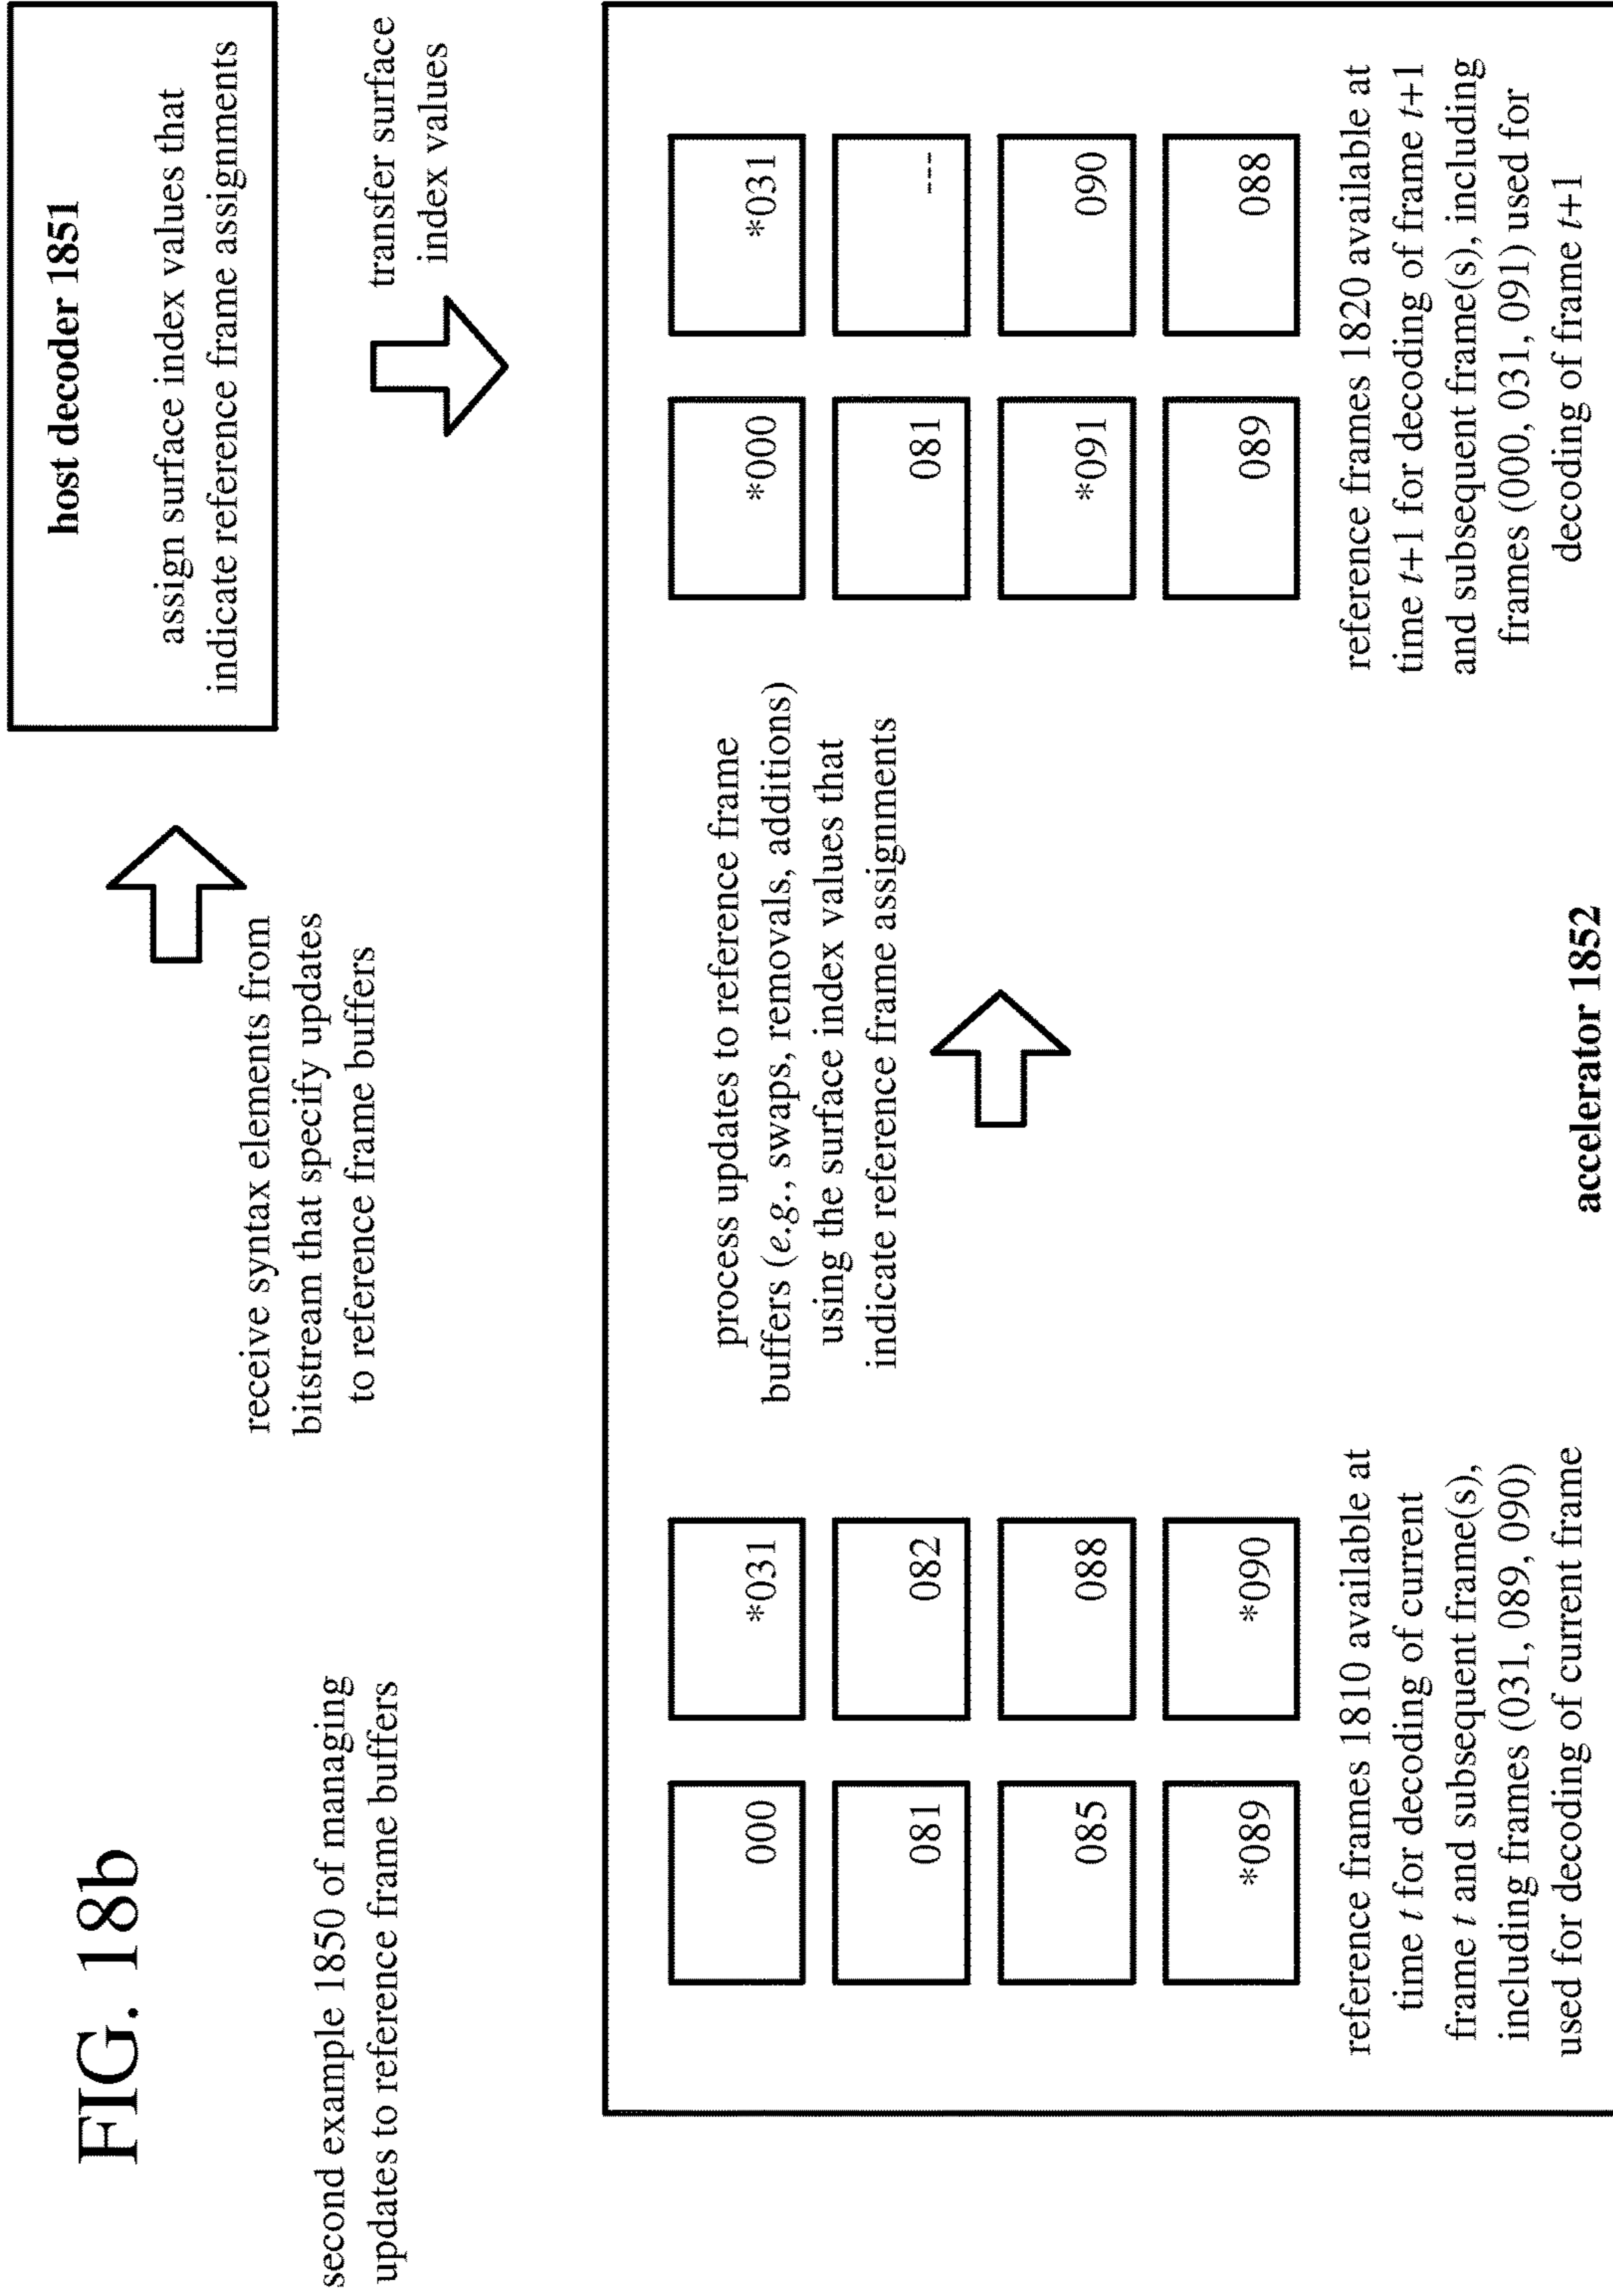 FIG. 18b
second example 1850 of managing
updates to reference frame buffers
receive syntax elements from
bitstream that specify updates
to reference frame buffers
host decoder 1851
assign surface index values that
indicate reference frame assignments
transfer surface
index values
000
*031
081
082
085
088
*089
*090
reference frames 1810 available at
time t for decoding of current
frame t and subsequent frame(s),
including frames (031, 089, 090)
used for decoding of current frame
process updates to reference frame
buffers (e.g., swaps, removals, additions)
using the surface index values that
indicate reference frame assignments
*000
*031
081
---
*091
090
089
088
reference frames 1820 available at
time t+1 for decoding of frame t+1
and subsequent frame(s), including
frames (000, 031, 091) used for
decoding of frame t+1
accelerator 1852